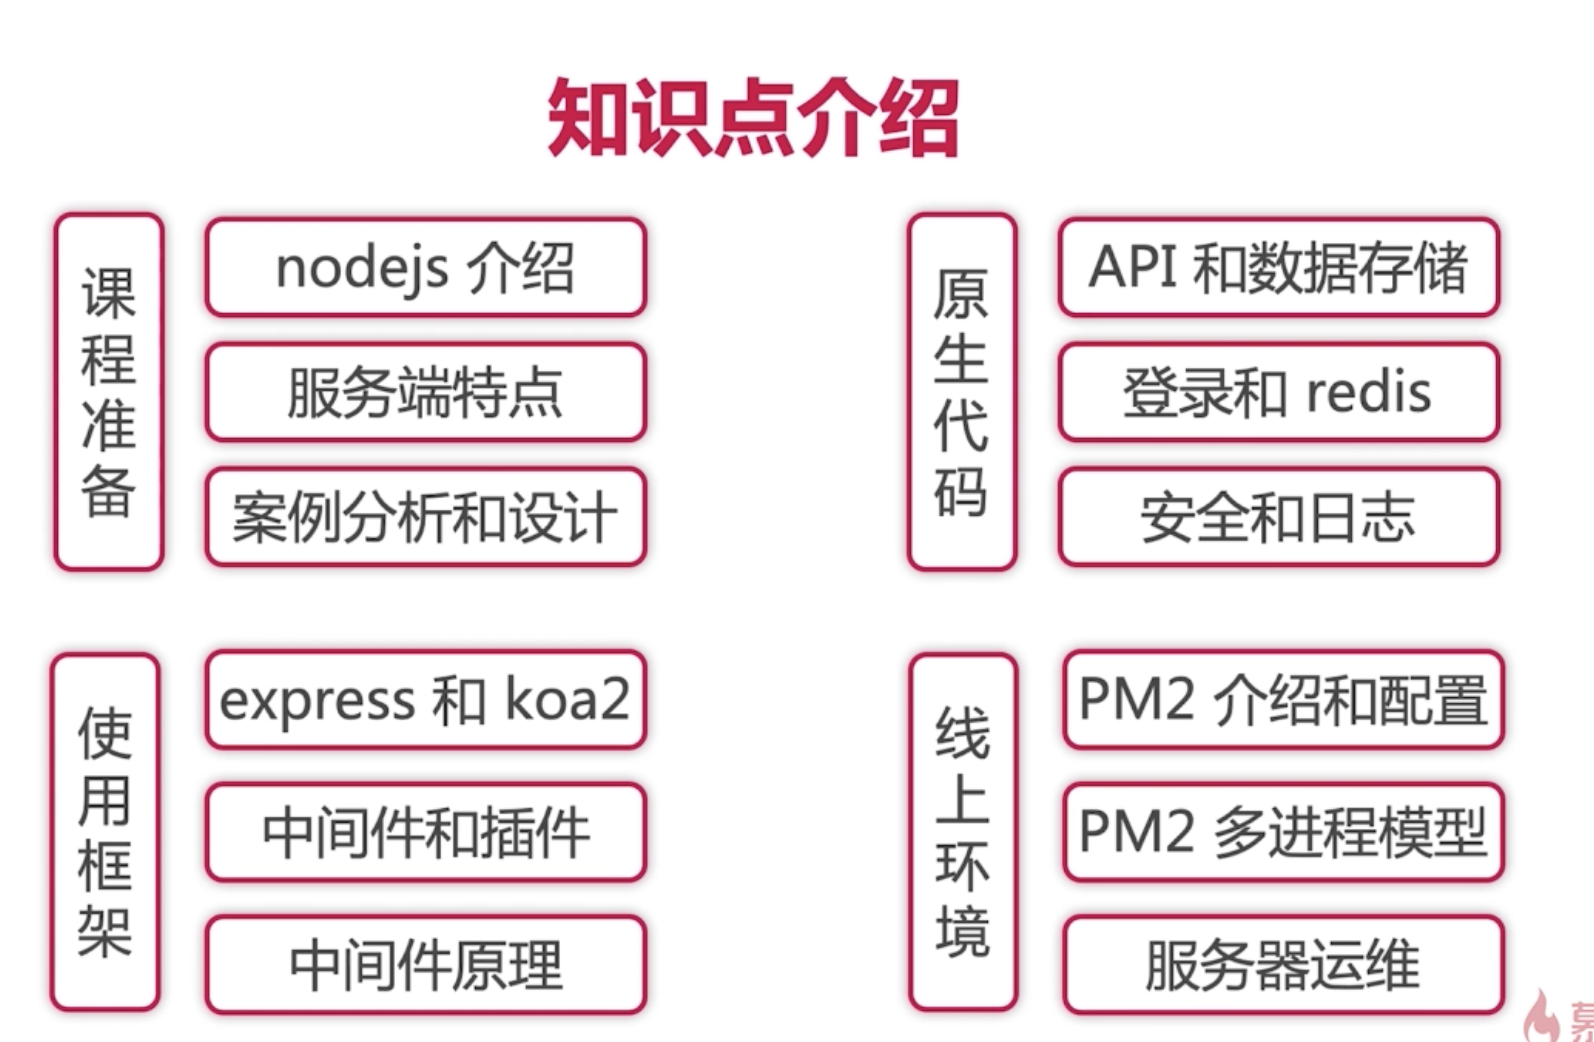 知识点介绍
课程准备
nodejs 介绍
服务端特点
案例分析和设计
原生代码
API 和数据存储
登录和 redis
安全和日志
使用框架
express 和 koa2
中间件和插件
中间件原理
线上环境
PM2 介绍和配置
PM2 多进程模型
服务器运维